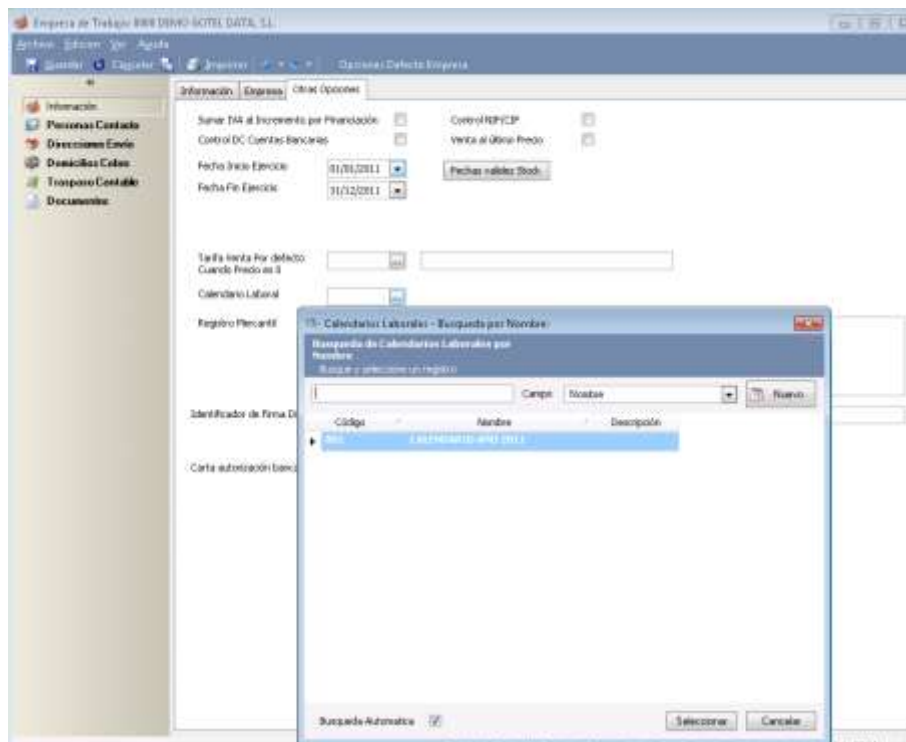 Empresa de Trabajo: DEMO GOTEL DATA, S.L.
Archivo Edicion Ver Ayuda
Guardar Imprimir Opciones Defecto Empresa
Información Empresa Otras Opciones
Información
Personas Contacto
Direcciones Envio
Domicilios Cobro
Traspaso Contable
Documentos
Sumar IVA al Incremento por Financiación
Control NIF/CIF
Control DC Cuentas Bancarias
Venta al último Precio
Fecha Inicio Ejercicio 01/01/2011
Fechas validez Stock
Fecha Fin Ejercicio 31/12/2011
Tarifa Venta Por defecto
Cuando Precio es 0
Calendario Laboral
Registro Mercantil
Identificador de Firma
Carta autorización
Calendarios Laborales - Busqueda por Nombre
Busqueda de Calendarios Laborales por
Nombre
Busque y seleccione un registro
Campo Nombre Nuevo
Código Nombre Descripción
001 CALENDARIO AÑO 2011
Busqueda Automatica Seleccionar Cancelar